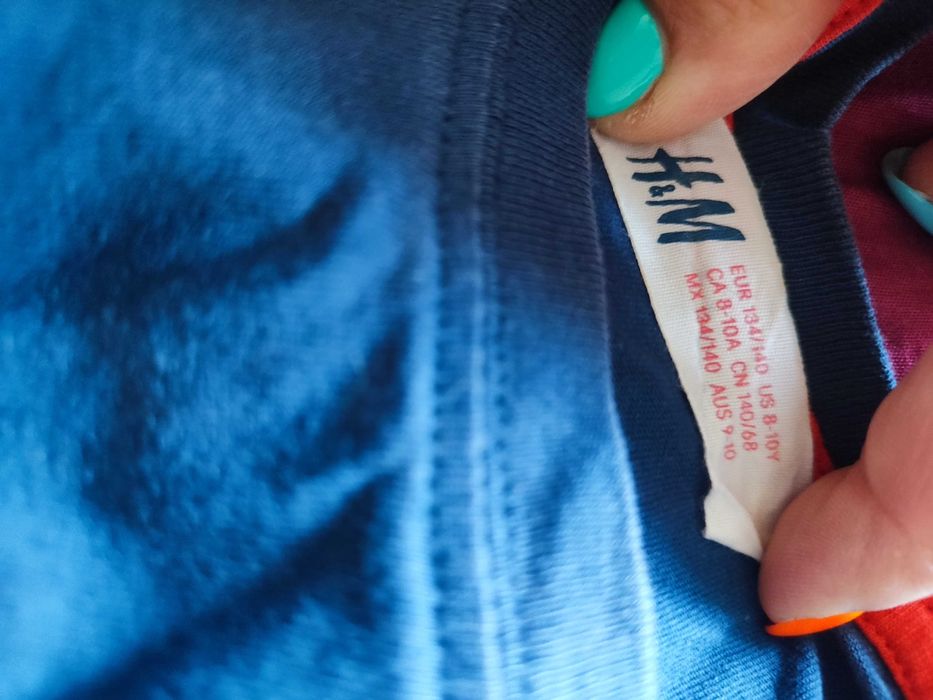 H&M
EUR 134/140 US 8-10Y
CA 8-10A CN 140/68
MX 134/140 AUS 9-10